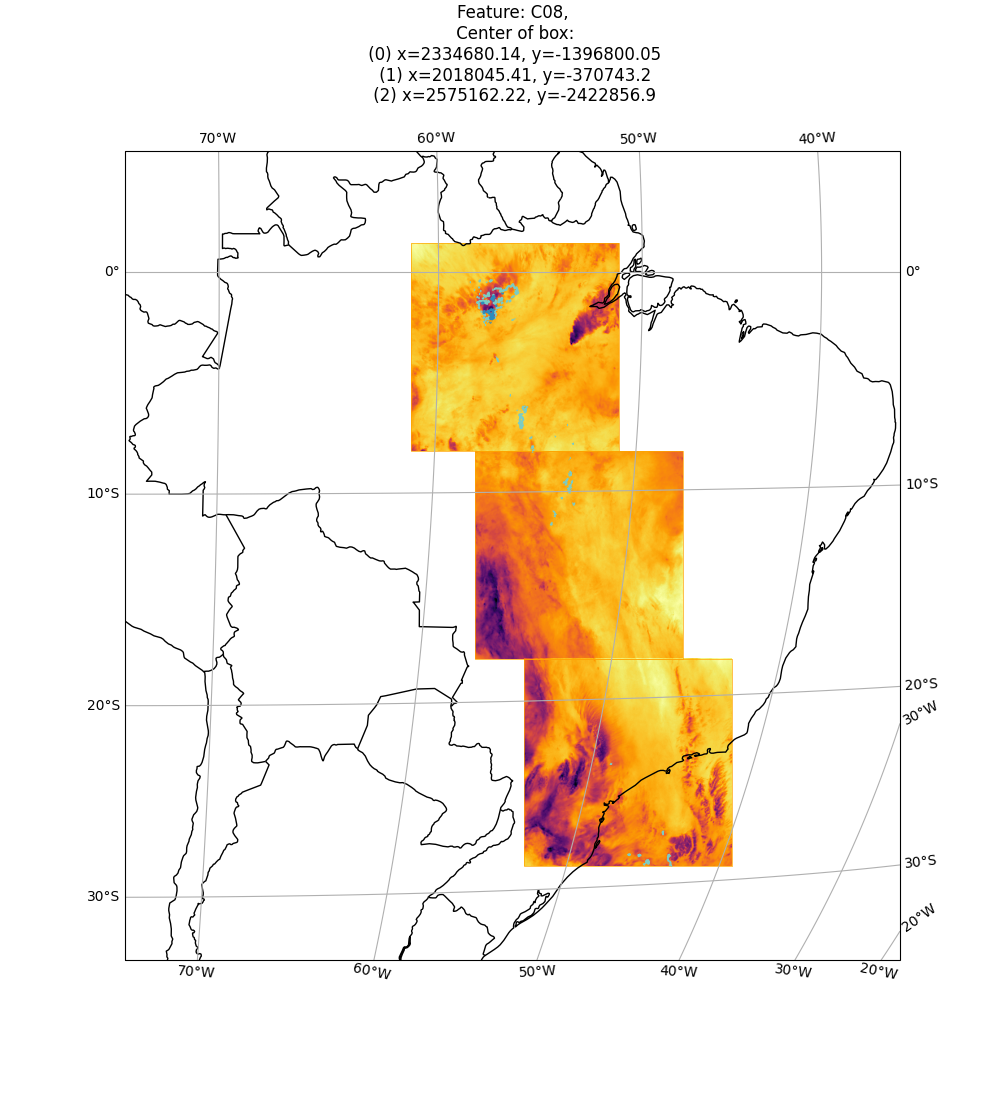 Feature: C08,
Center of box:
(0) x=2334680.14, y=-1396800.05
(1) x=2018045.41, y=-370743.2
(2) x=2575162.22, y=-2422856.9
70°W 60°W 50°W 40°W
0° 0°
10°S 10°S
20°S 20°S
30°W
30°S 30°S
20°W
70°W 60°W 50°W 40°W 30°W 20°W